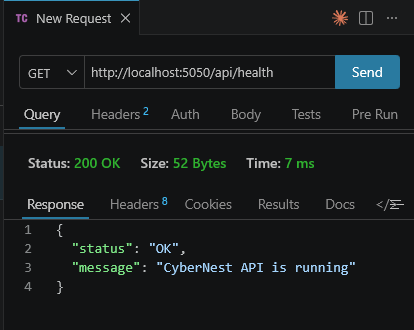 TC New Request
GET http://localhost:5050/api/health Send
Query Headers 2 Auth Body Tests Pre Run
Status: 200 OK Size: 52 Bytes Time: 7 ms
Response Headers 8 Cookies Results Docs
1 {
2 "status": "OK",
3 "message": "CyberNest API is running"
4 }